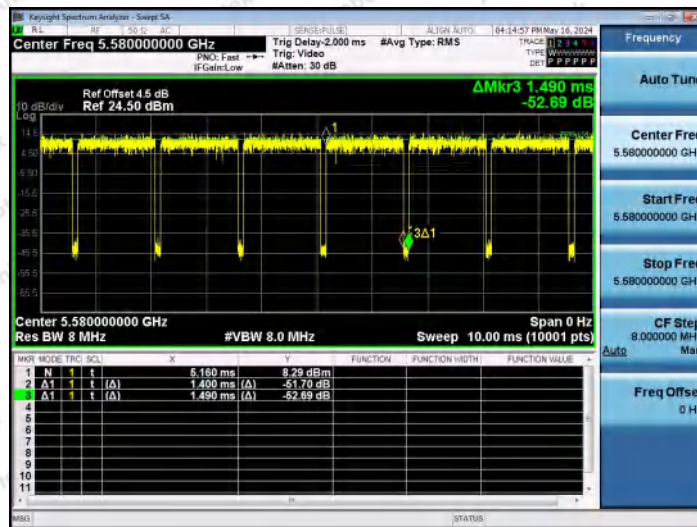 Keysight Spectrum Analyzer - Swept SA
RL RF 50 Ω AC SENSE:PULSE ALIGN AUTO 04:14:57 PM May 16, 2024
Center Freq 5.580000000 GHz
PNO: Fast
IFGain:Low
Trig Delay-2.000 ms
Trig: Video
#Atten: 30 dB
#Avg Type: RMS
TRACE 1 2 3 4 5 6
TYPE W
DET P P P P P P
Ref Offset 4.5 dB
Ref 24.50 dBm
10 dB/div
Log
ΔMkr3 1.490 ms
-52.69 dB
14.5
4.50
-5.50
-15.5
-25.5
-35.5
-45.5
-55.5
-65.5
1
3Δ1
Center 5.580000000 GHz Span 0 Hz
Res BW 8 MHz #VBW 8.0 MHz Sweep 10.00 ms (10001 pts)
MKR MODE TRC SCL X Y FUNCTION FUNCTION WIDTH FUNCTION VALUE
1 N 1 t 5.160 ms 8.29 dBm
2 Δ1 1 t (Δ) 1.400 ms (Δ) -51.70 dB
3 Δ1 1 t (Δ) 1.490 ms (Δ) -52.69 dB
4
5
6
7
8
9
10
11
MSG STATUS
Frequency
Auto Tune
Center Freq
5.580000000 GH
Start Freq
5.580000000 GH
Stop Freq
5.580000000 GH
CF Step
8.000000 MH
Auto Ma
Freq Offse
0 H